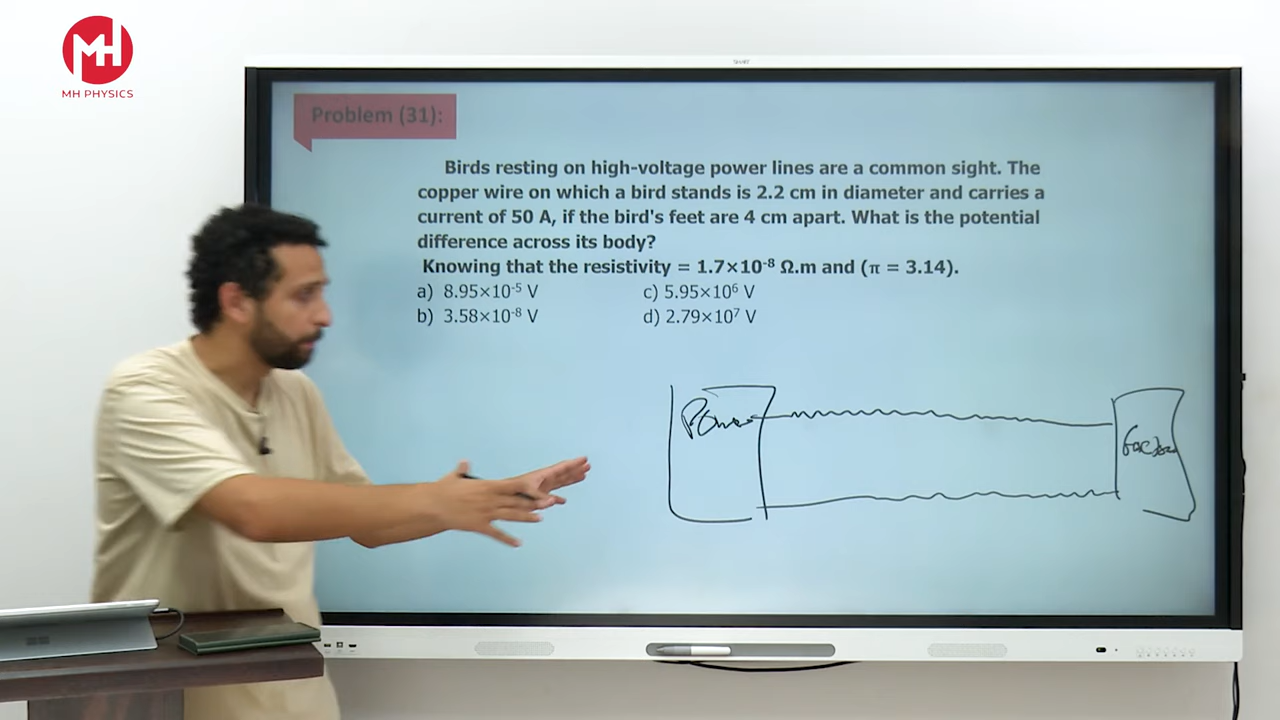 MH
MH PHYSICS
SMART
Problem (31):
Birds resting on high-voltage power lines are a common sight. The
copper wire on which a bird stands is 2.2 cm in diameter and carries a
current of 50 A, if the bird's feet are 4 cm apart. What is the potential
difference across its body?
Knowing that the resistivity = 1.7×10⁻⁸ Ω.m and (π = 3.14).
a) 8.95×10⁻⁵ V
c) 5.95×10⁶ V
b) 3.58×10⁻⁸ V
d) 2.79×10⁷ V
Power